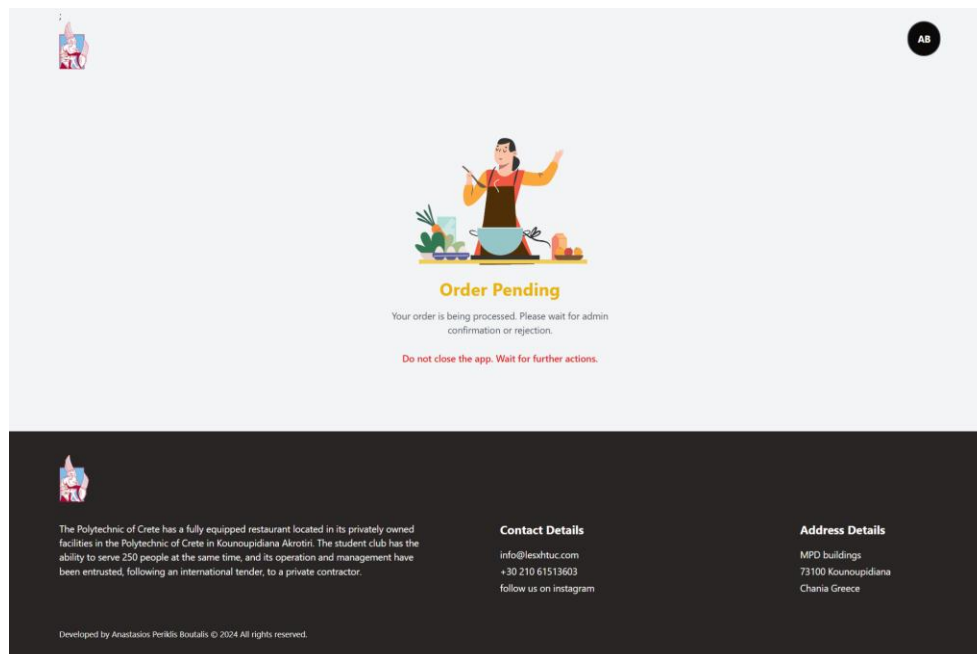 ;
AB
Order Pending
Your order is being processed. Please wait for admin
confirmation or rejection.
Do not close the app. Wait for further actions.
The Polytechnic of Crete has a fully equipped restaurant located in its privately owned
facilities in the Polytechnic of Crete in Kounoupidiana Akrotiri. The student club has the
ability to serve 250 people at the same time, and its operation and management have
been entrusted, following an international tender, to a private contractor.
Contact Details
info@lesxhtuc.com
+30 210 61513603
follow us on instagram
Address Details
MPD buildings
73100 Kounoupidiana
Chania Greece
Developed by Anastasios Periklis Boutalis © 2024 All rights reserved.